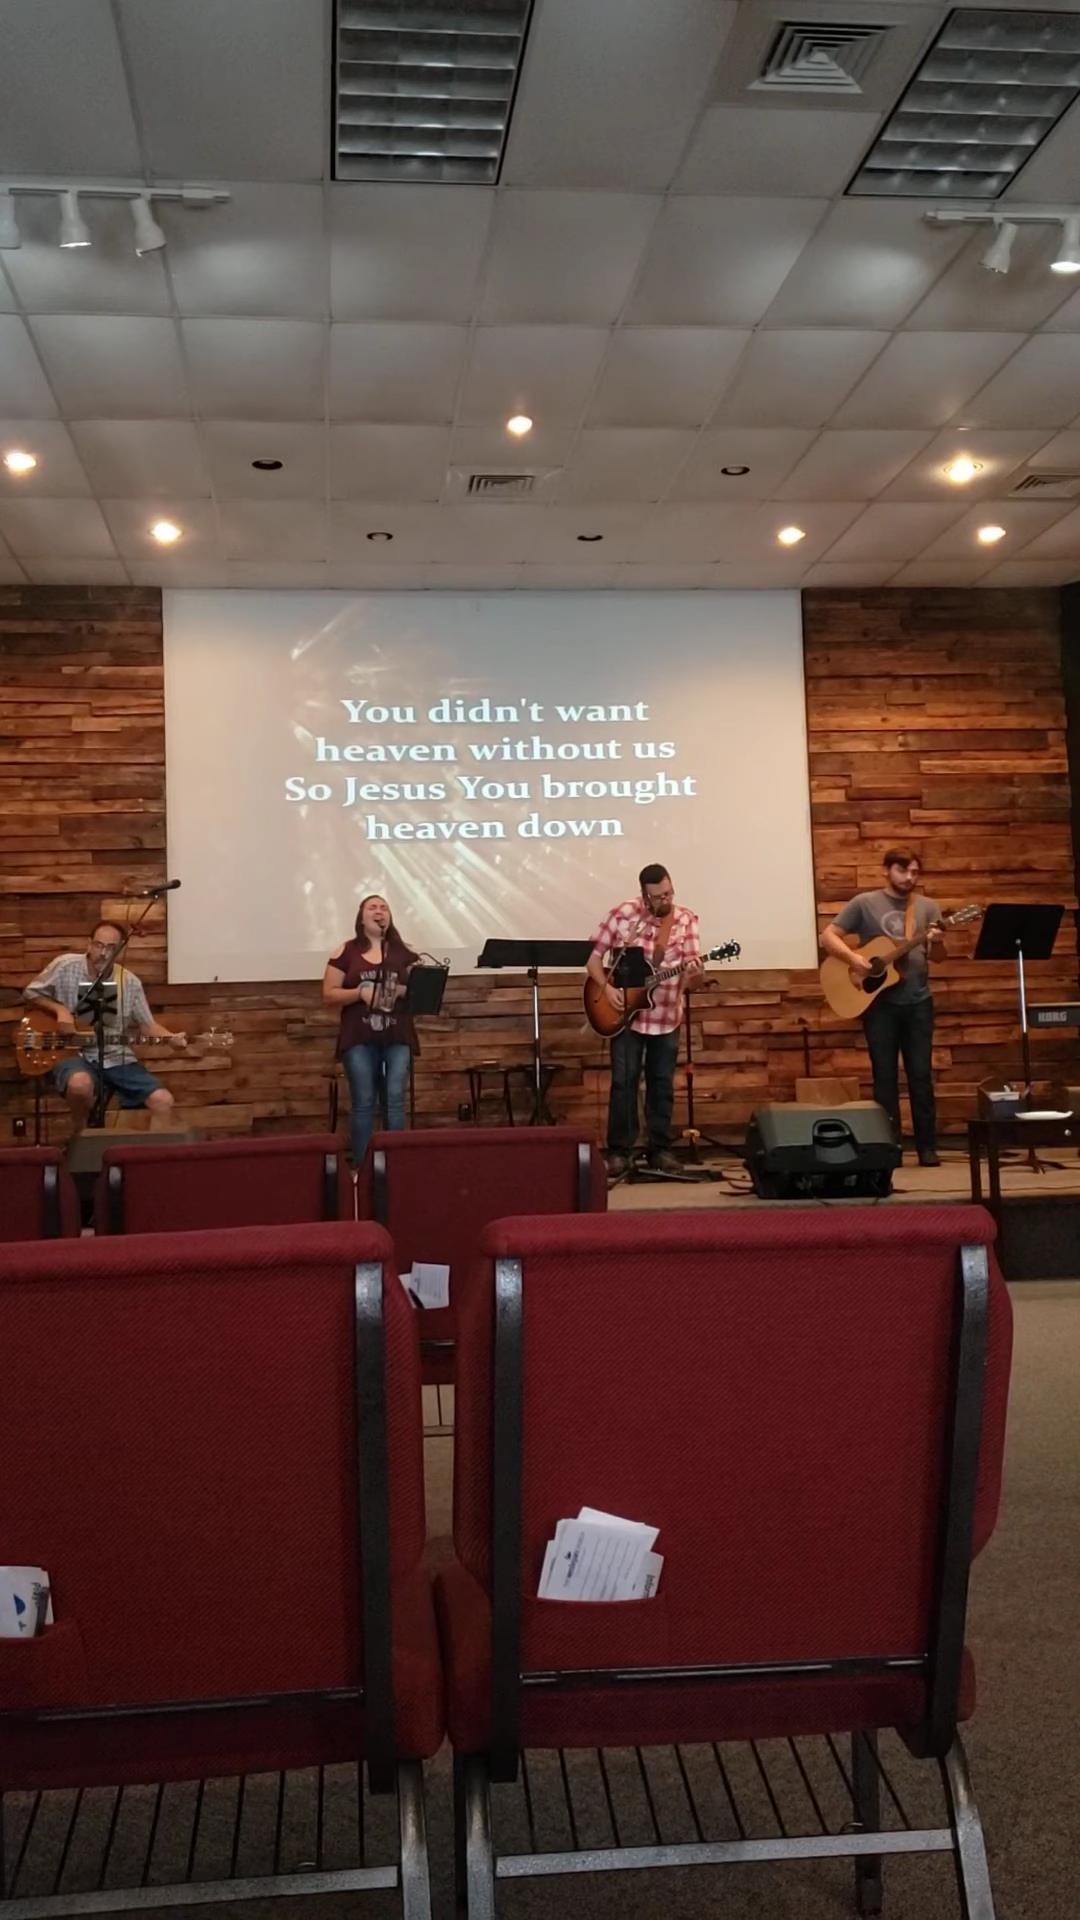 You didn't want
heaven without us
So Jesus You brought
heaven down
KORG